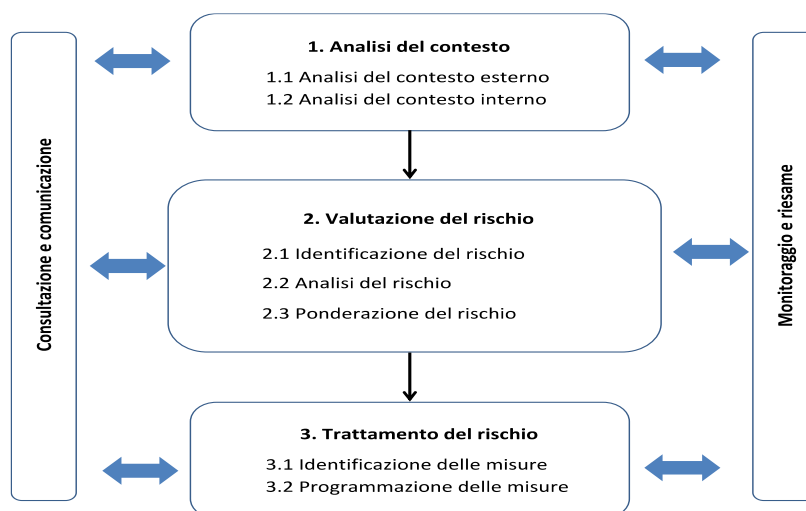 Consultazione e comunicazione
1. Analisi del contesto
1.1 Analisi del contesto esterno
1.2 Analisi del contesto interno
2. Valutazione del rischio
2.1 Identificazione del rischio
2.2 Analisi del rischio
2.3 Ponderazione del rischio
3. Trattamento del rischio
3.1 Identificazione delle misure
3.2 Programmazione delle misure
Monitoraggio e riesame